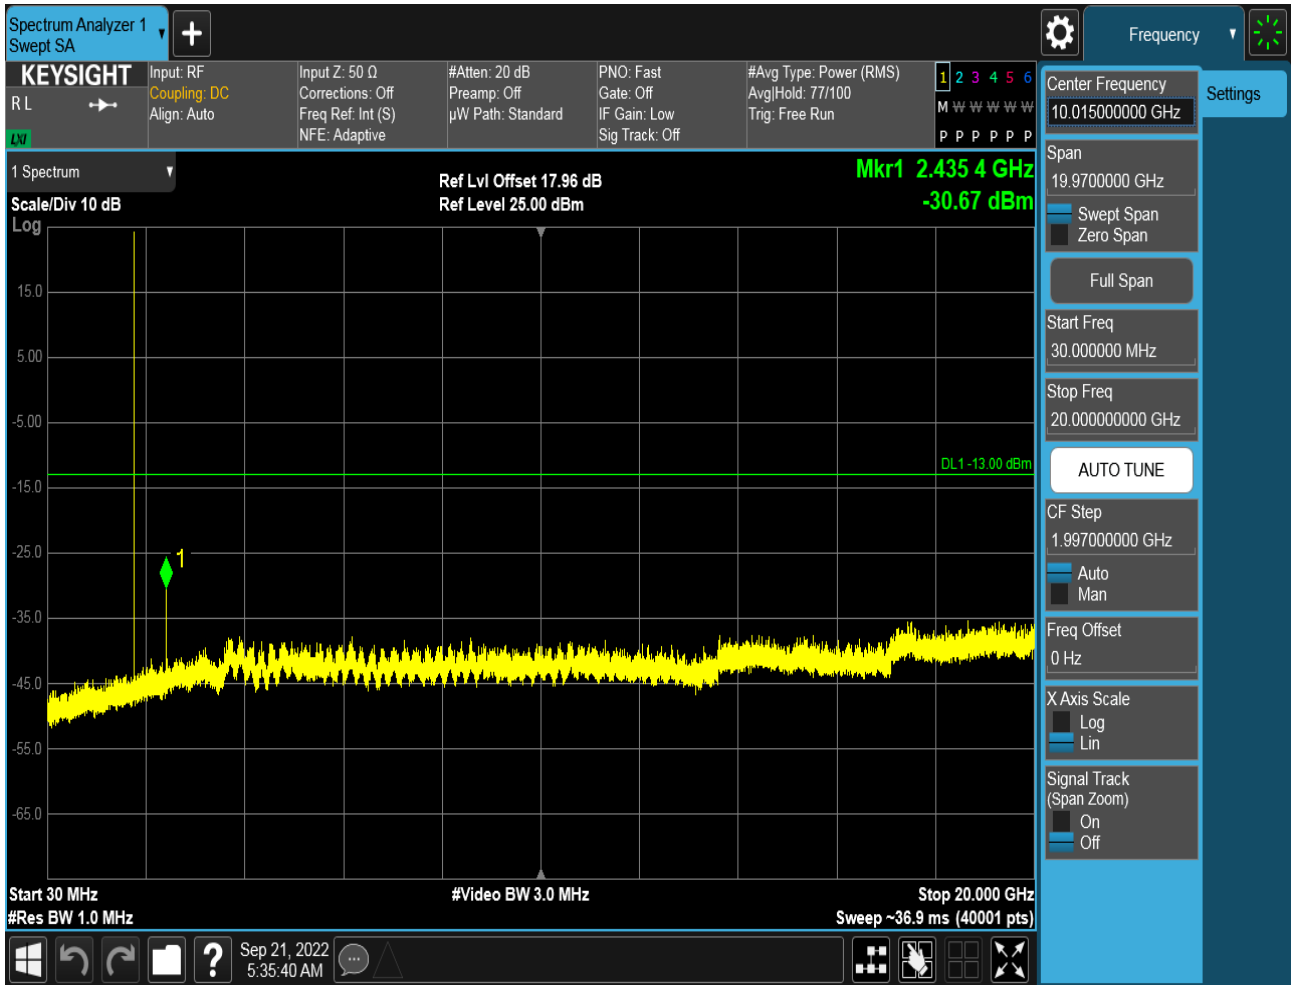 Spectrum Analyzer 1
Swept SA
+
Frequency
KEYSIGHT
R L
LXI
Input: RF
Coupling: DC
Align: Auto
Input Z: 50 Ω
Corrections: Off
Freq Ref: Int (S)
NFE: Adaptive
#Atten: 20 dB
Preamp: Off
µW Path: Standard
PNO: Fast
Gate: Off
IF Gain: Low
Sig Track: Off
#Avg Type: Power (RMS)
Avg|Hold: 77/100
Trig: Free Run
1 2 3 4 5 6
M W W W W W
P P P P P P
1 Spectrum
Scale/Div 10 dB
Log
Ref Lvl Offset 17.96 dB
Ref Level 25.00 dBm
Mkr1 2.435 4 GHz
-30.67 dBm
15.0
5.00
-5.00
DL1 -13.00 dBm
-15.0
-25.0
1
-35.0
-45.0
-55.0
-65.0
Start 30 MHz
#Res BW 1.0 MHz
#Video BW 3.0 MHz
Stop 20.000 GHz
Sweep ~36.9 ms (40001 pts)
Center Frequency
10.015000000 GHz
Settings
Span
19.9700000 GHz
Swept Span
Zero Span
Full Span
Start Freq
30.000000 MHz
Stop Freq
20.000000000 GHz
AUTO TUNE
CF Step
1.997000000 GHz
Auto
Man
Freq Offset
0 Hz
X Axis Scale
Log
Lin
Signal Track
(Span Zoom)
On
Off
?
Sep 21, 2022
5:35:40 AM